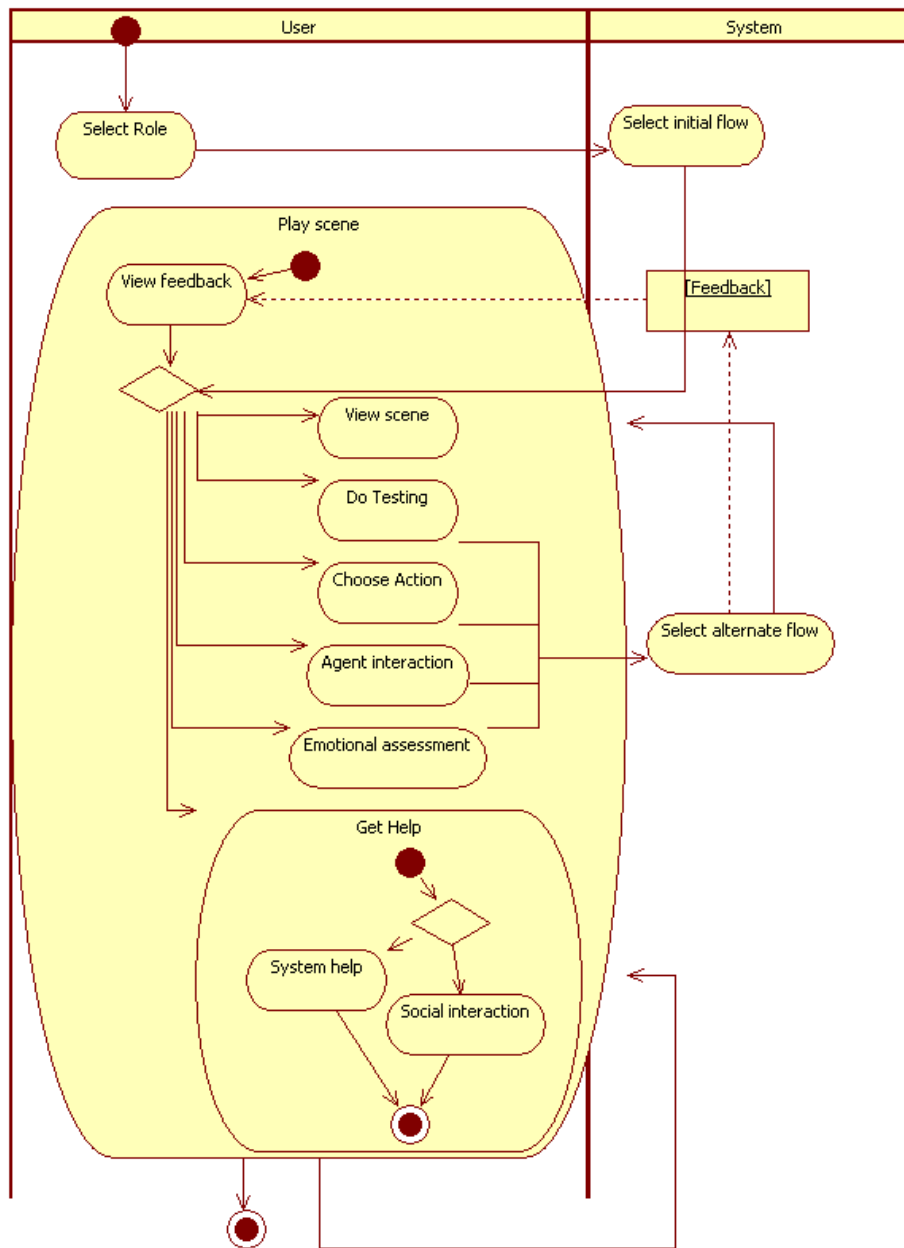 User
System
Select Role
Select initial flow
Play scene
View feedback
[Feedback]
View scene
Do Testing
Choose Action
Select alternate flow
Agent interaction
Emotional assessment
Get Help
System help
Social interaction